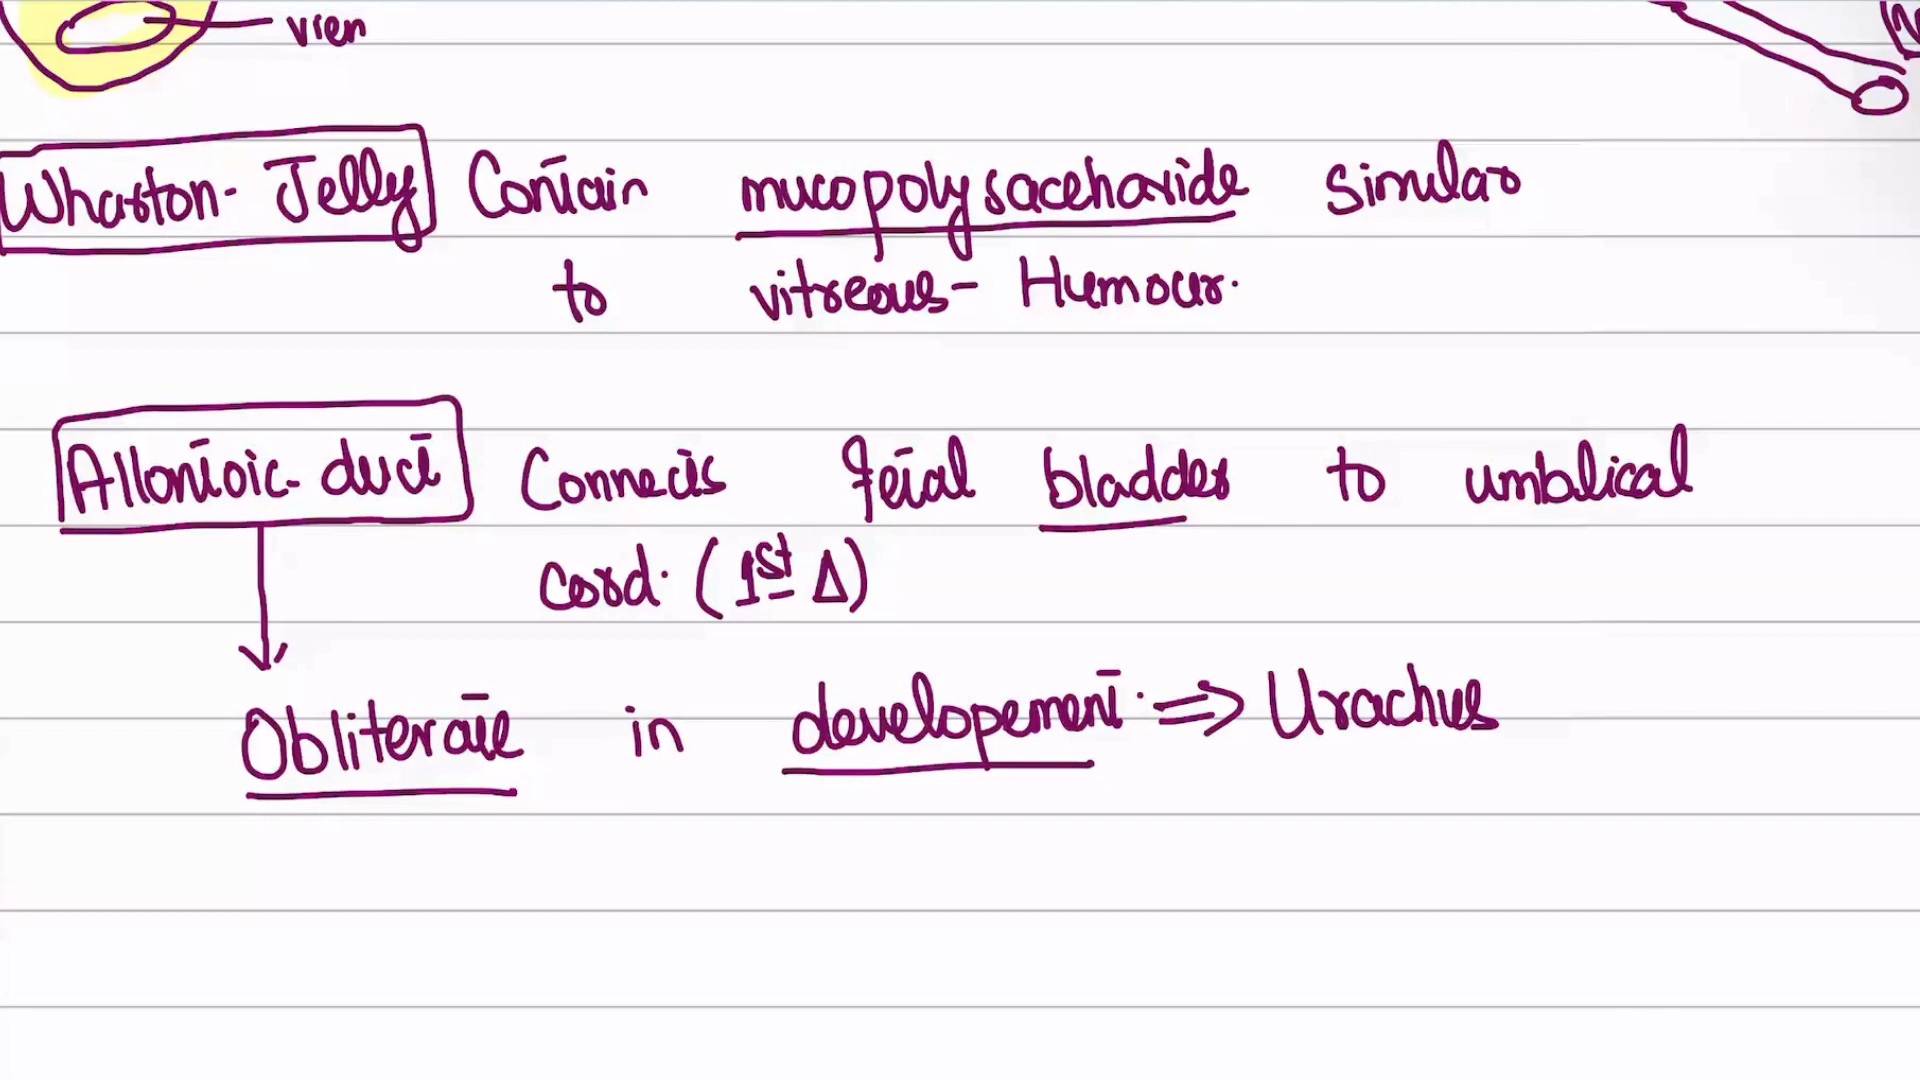 vien
Wharton- Jelly Contain mucopolysaccharide Similar
to vitreous- Humour.
Allontoic- duct Connects fetal bladder to umblical
Cord. (1st Δ)
Obliterate in developement. ⇒ Urachus